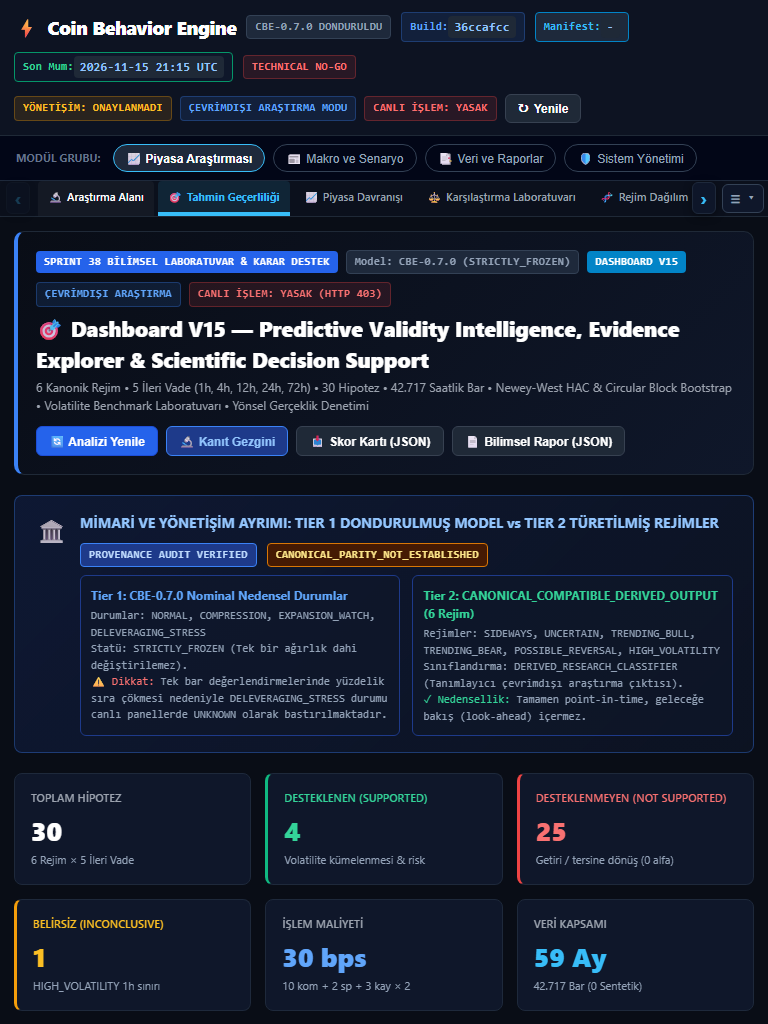 Coin Behavior Engine
CBE-0.7.0 DONDURULDU
Build: 36ccafcc
Manifest: -
Son Mum: 2026-11-15 21:15 UTC
TECHNICAL NO-GO
YÖNETİŞİM: ONAYLANMADI
ÇEVRİMDIŞI ARAŞTIRMA MODU
CANLI İŞLEM: YASAK
↻ Yenile
MODÜL GRUBU:
Piyasa Araştırması
Makro ve Senaryo
Veri ve Raporlar
Sistem Yönetimi
‹
Araştırma Alanı
Tahmin Geçerliliği
Piyasa Davranışı
Karşılaştırma Laboratuvarı
Rejim Dağılım
›
☰ ▾
SPRINT 38 BİLİMSEL LABORATUVAR & KARAR DESTEK
Model: CBE-0.7.0 (STRICTLY_FROZEN)
DASHBOARD V15
ÇEVRİMDIŞI ARAŞTIRMA
CANLI İŞLEM: YASAK (HTTP 403)
Dashboard V15 — Predictive Validity Intelligence, Evidence
Explorer & Scientific Decision Support
6 Kanonik Rejim • 5 İleri Vade (1h, 4h, 12h, 24h, 72h) • 30 Hipotez • 42.717 Saatlik Bar • Newey-West HAC & Circular Block Bootstrap
• Volatilite Benchmark Laboratuvarı • Yönsel Gerçeklik Denetimi
Analizi Yenile
Kanıt Gezgini
Skor Kartı (JSON)
Bilimsel Rapor (JSON)
MİMARİ VE YÖNETİŞİM AYRIMI: TIER 1 DONDURULMUŞ MODEL vs TIER 2 TÜRETİLMİŞ REJİMLER
PROVENANCE AUDIT VERIFIED
CANONICAL_PARITY_NOT_ESTABLISHED
Tier 1: CBE-0.7.0 Nominal Nedensel Durumlar
Durumlar: NORMAL, COMPRESSION, EXPANSION_WATCH,
DELEVERAGING_STRESS
Statü: STRICTLY_FROZEN (Tek bir ağırlık dahi
değiştirilemez).
⚠ Dikkat: Tek bar değerlendirmelerinde yüzdelik
sıra çökmesi nedeniyle DELEVERAGING_STRESS durumu
canlı panellerde UNKNOWN olarak bastırılmaktadır.
Tier 2: CANONICAL_COMPATIBLE_DERIVED_OUTPUT
(6 Rejim)
Rejimler: SIDEWAYS, UNCERTAIN, TRENDING_BULL,
TRENDING_BEAR, POSSIBLE_REVERSAL, HIGH_VOLATILITY
Sınıflandırma: DERIVED_RESEARCH_CLASSIFIER
(Tanımlayıcı çevrimdışı araştırma çıktısı).
✓ Nedensellik: Tamamen point-in-time, geleceğe
bakış (look-ahead) içermez.
TOPLAM HİPOTEZ
30
6 Rejim × 5 İleri Vade
DESTEKLENEN (SUPPORTED)
4
Volatilite kümelenmesi & risk
DESTEKLENMEYEN (NOT SUPPORTED)
25
Getiri / tersine dönüş (0 alfa)
BELİRSİZ (INCONCLUSIVE)
1
HIGH_VOLATILITY 1h sınırı
İŞLEM MALİYETİ
30 bps
10 kom + 2 sp + 3 kay × 2
VERİ KAPSAMI
59 Ay
42.717 Bar (0 Sentetik)